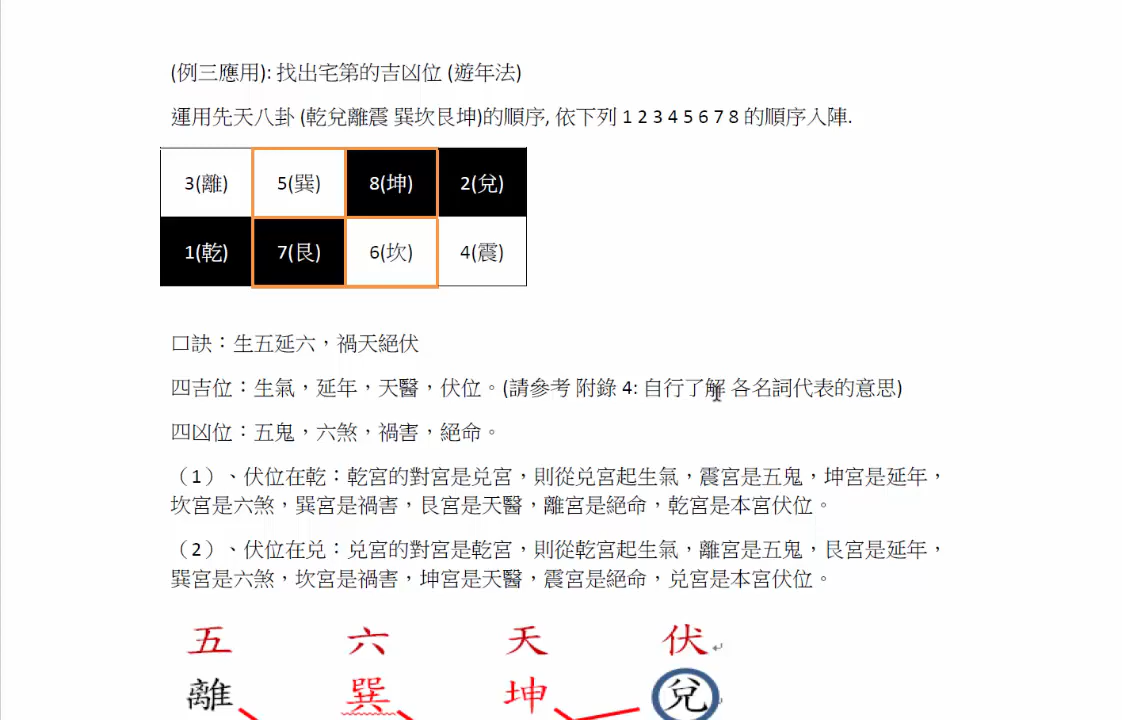 (例三應用): 找出宅第的吉凶位 (遊年法)
運用先天八卦 (乾兌離震 巽坎艮坤)的順序, 依下列 1 2 3 4 5 6 7 8 的順序入陣.
3(離) 5(巽) 8(坤) 2(兌)
1(乾) 7(艮) 6(坎) 4(震)
口訣：生五延六，禍天絕伏
四吉位：生氣，延年，天醫，伏位。(請參考 附錄 4: 自行了解 各名詞代表的意思)
四凶位：五鬼，六煞，禍害，絕命。
（1）、伏位在乾：乾宮的對宮是兌宮，則從兌宮起生氣，震宮是五鬼，坤宮是延年，
坎宮是六煞，巽宮是禍害，艮宮是天醫，離宮是絕命，乾宮是本宮伏位。
（2）、伏位在兌：兌宮的對宮是乾宮，則從乾宮起生氣，離宮是五鬼，艮宮是延年，
巽宮是六煞，坎宮是禍害，坤宮是天醫，震宮是絕命，兌宮是本宮伏位。
五 六 天 伏
離 巽 坤 兌